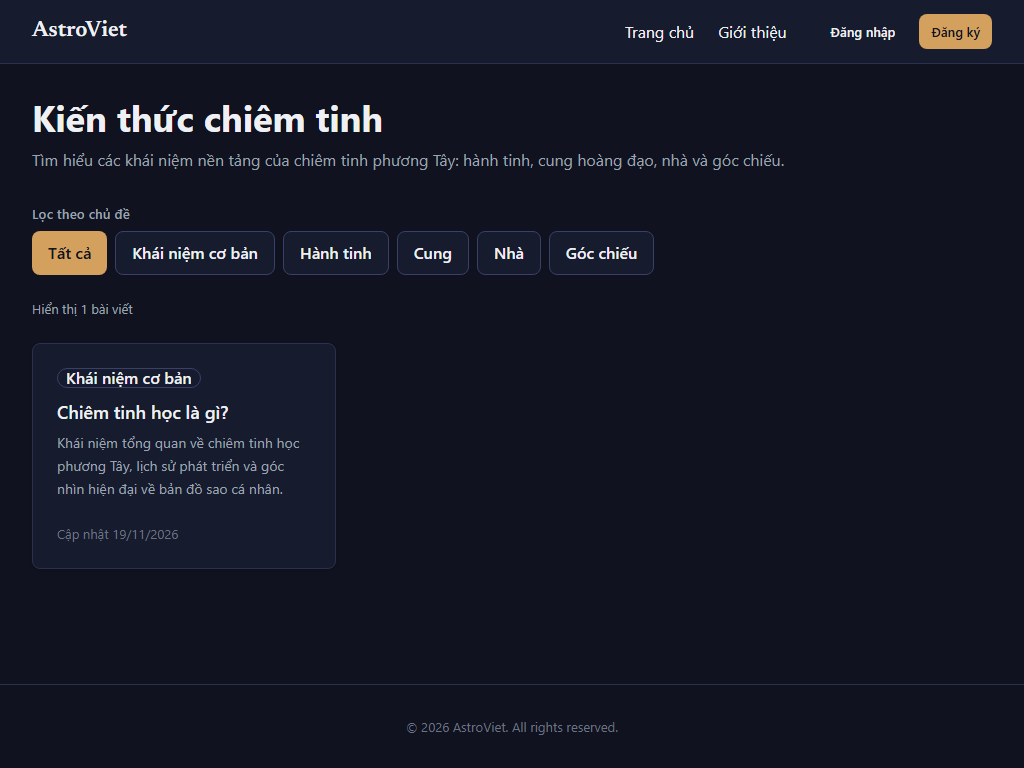 AstroViet
Trang chủ
Giới thiệu
Đăng nhập
Đăng ký
Kiến thức chiêm tinh
Tìm hiểu các khái niệm nền tảng của chiêm tinh phương Tây: hành tinh, cung hoàng đạo, nhà và góc chiếu.
Lọc theo chủ đề
Tất cả
Khái niệm cơ bản
Hành tinh
Cung
Nhà
Góc chiếu
Hiển thị 1 bài viết
Khái niệm cơ bản
Chiêm tinh học là gì?
Khái niệm tổng quan về chiêm tinh học
phương Tây, lịch sử phát triển và góc
nhìn hiện đại về bản đồ sao cá nhân.
Cập nhật 19/11/2026
© 2026 AstroViet. All rights reserved.